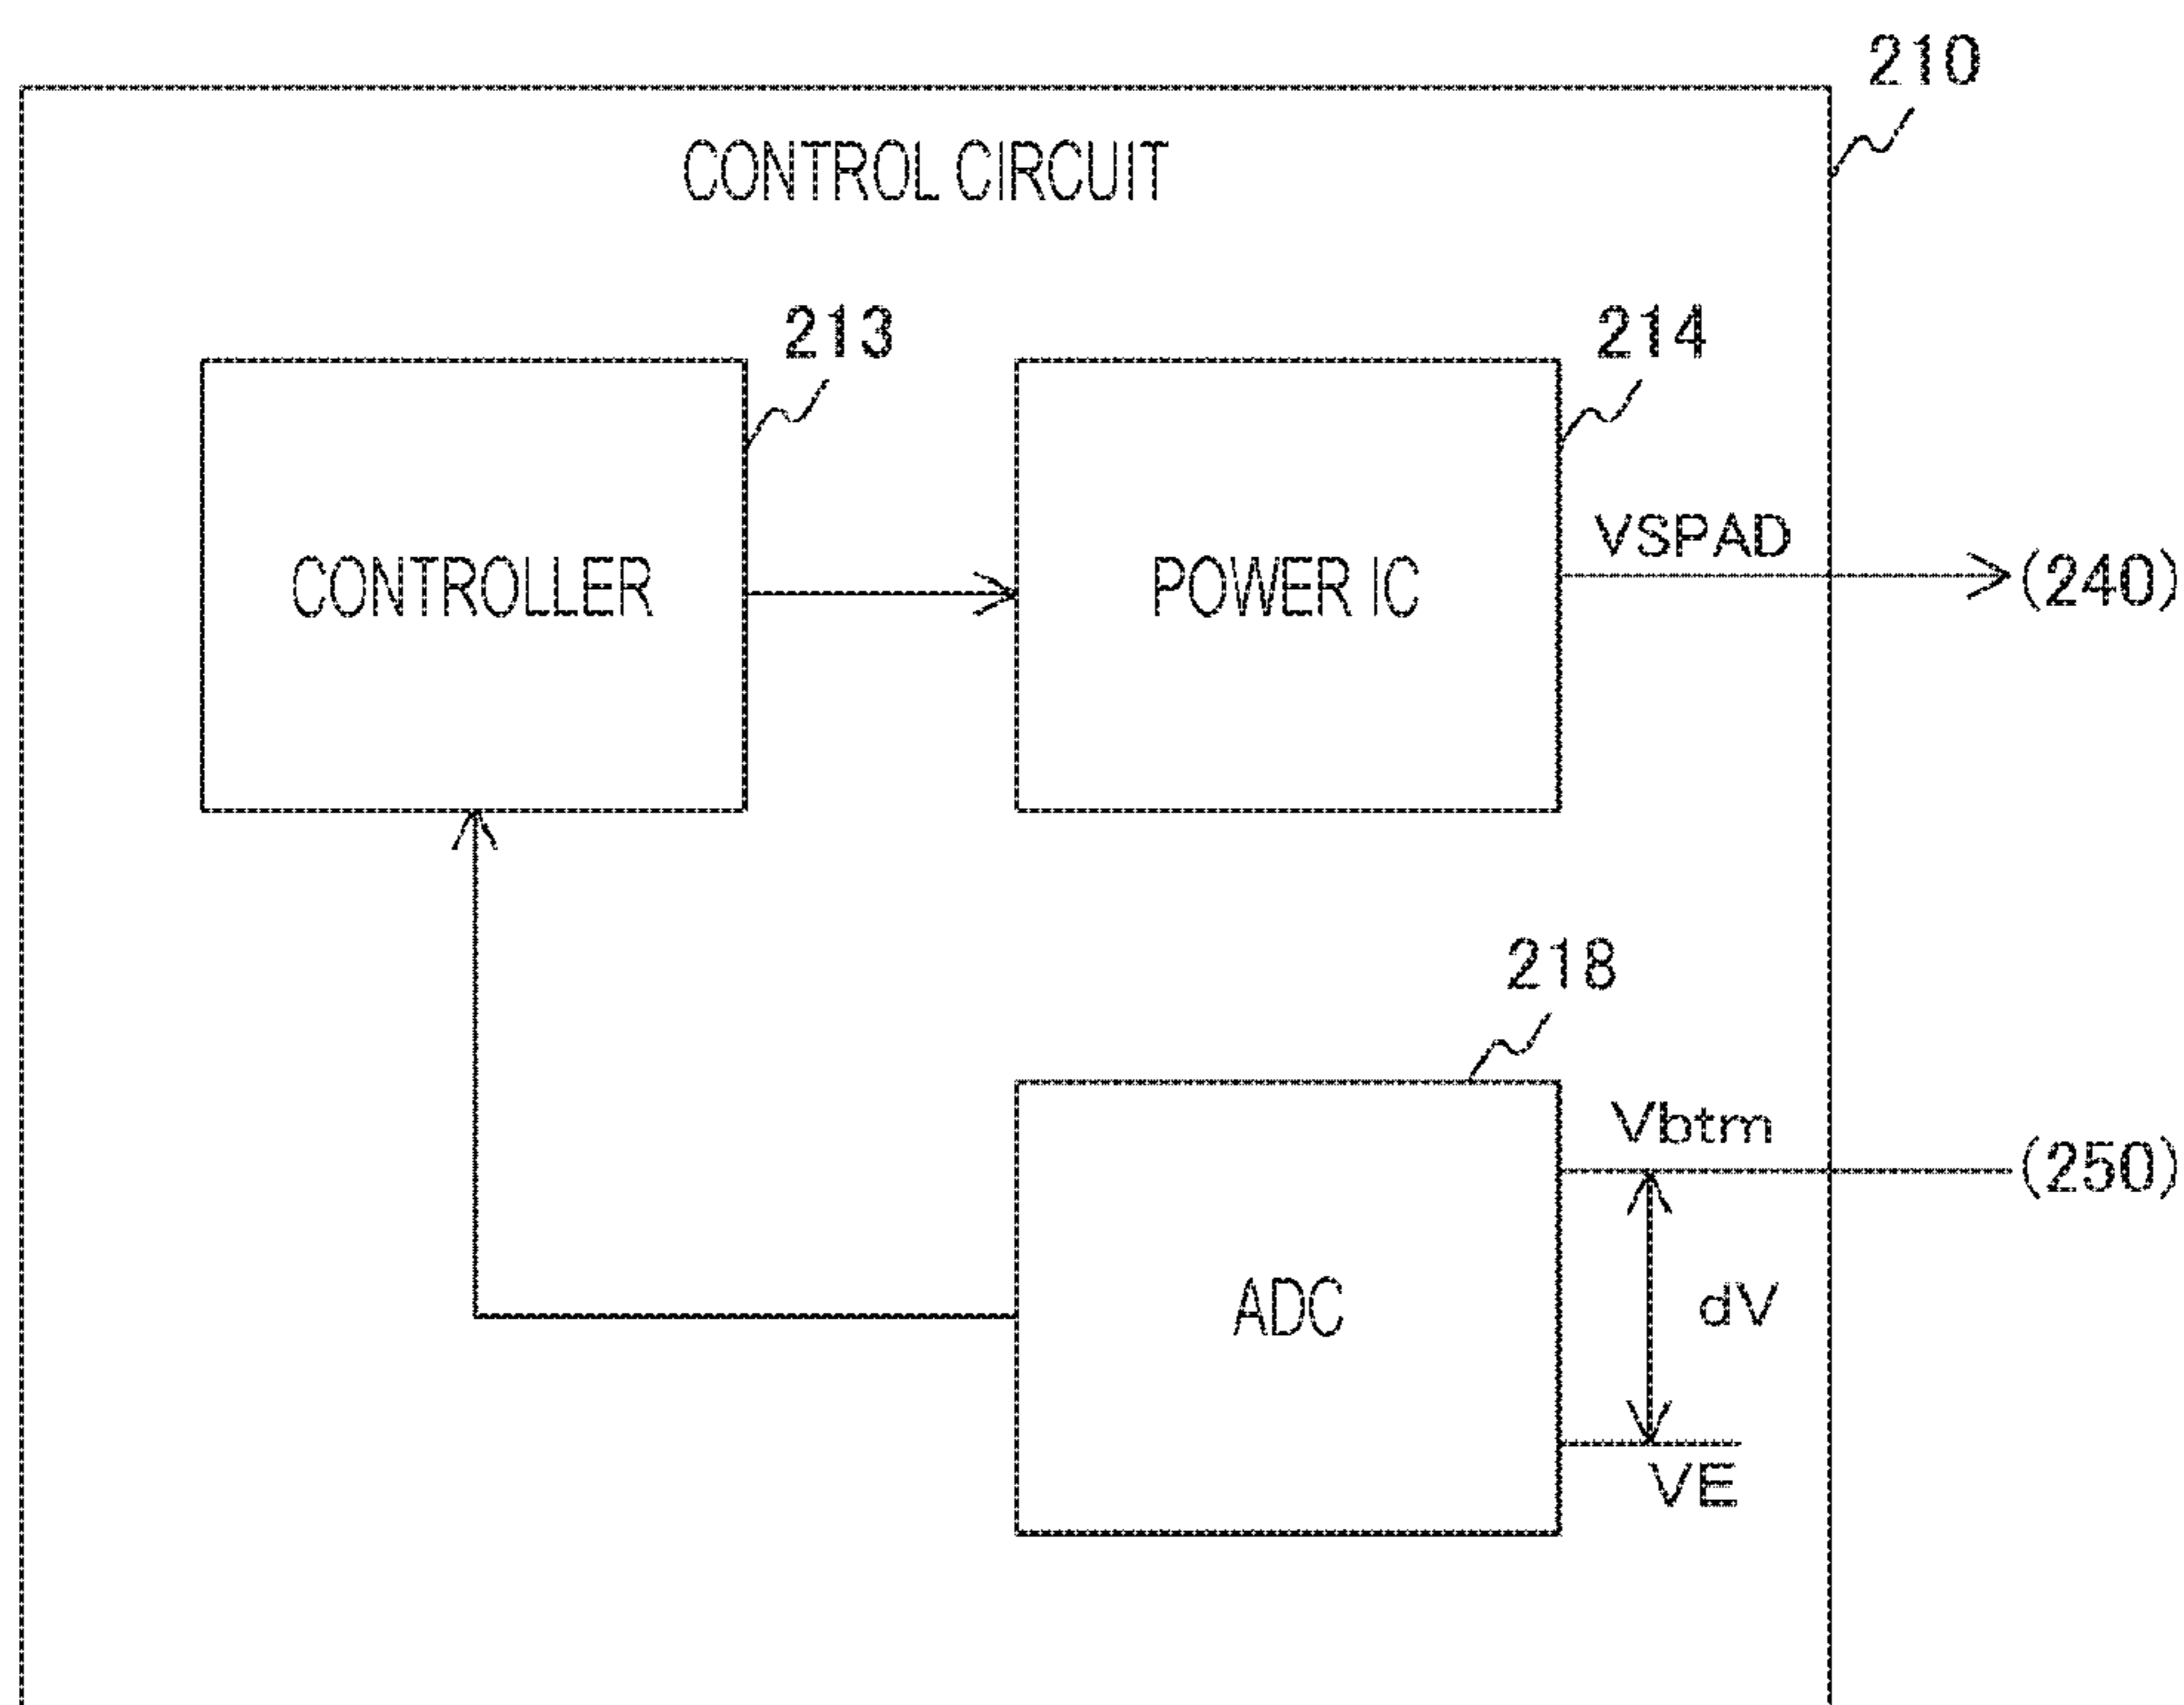 210
CONTROL CIRCUIT
213
214
CONTROLLER
POWER IC
VSPAD
(240)
218
Vbtm
(250)
ADC
dV
VE